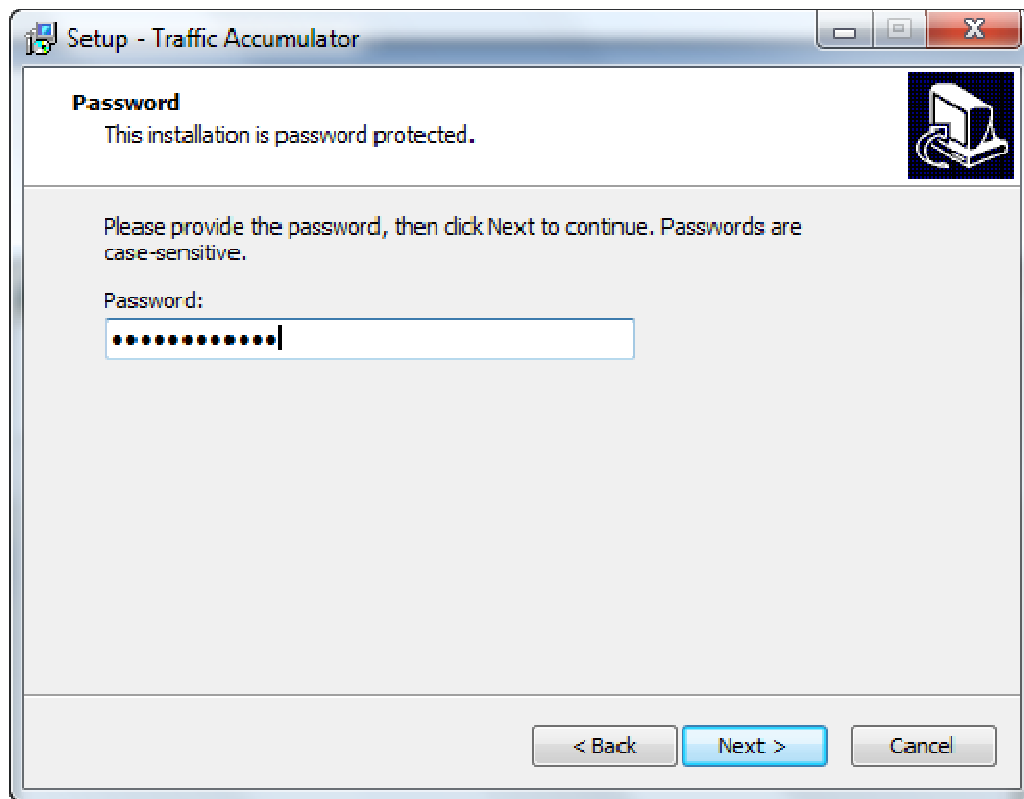 Setup - Traffic Accumulator
Password
This installation is password protected.
Please provide the password, then click Next to continue. Passwords are
case-sensitive.
Password:
••••••••••••
< Back
Next >
Cancel